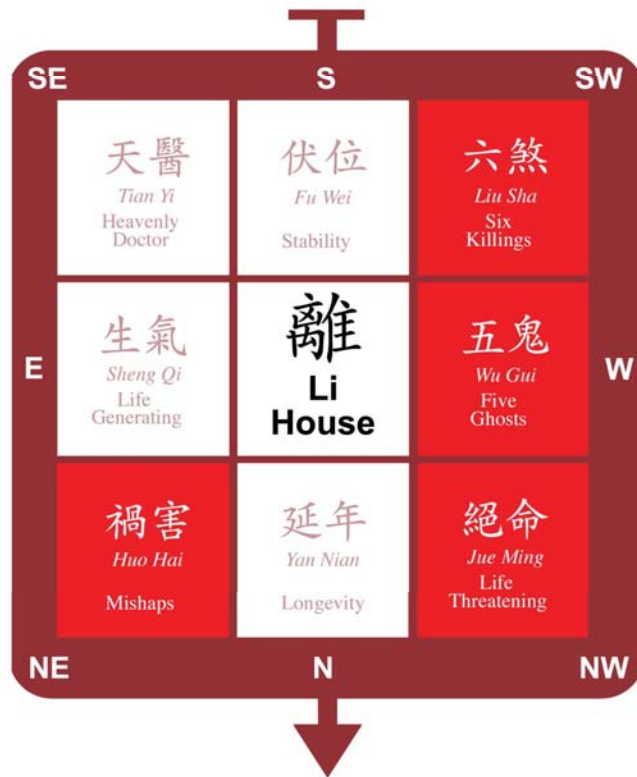 SE
S
SW
天醫
Tian Yi
Heavenly
Doctor
伏位
Fu Wei
Stability
六煞
Liu Sha
Six
Killings
E
生氣
Sheng Qi
Life
Generating
離
Li
House
五鬼
Wu Gui
Five
Ghosts
W
禍害
Huo Hai
Mishaps
延年
Yan Nian
Longevity
絕命
Jue Ming
Life
Threatening
NE
N
NW